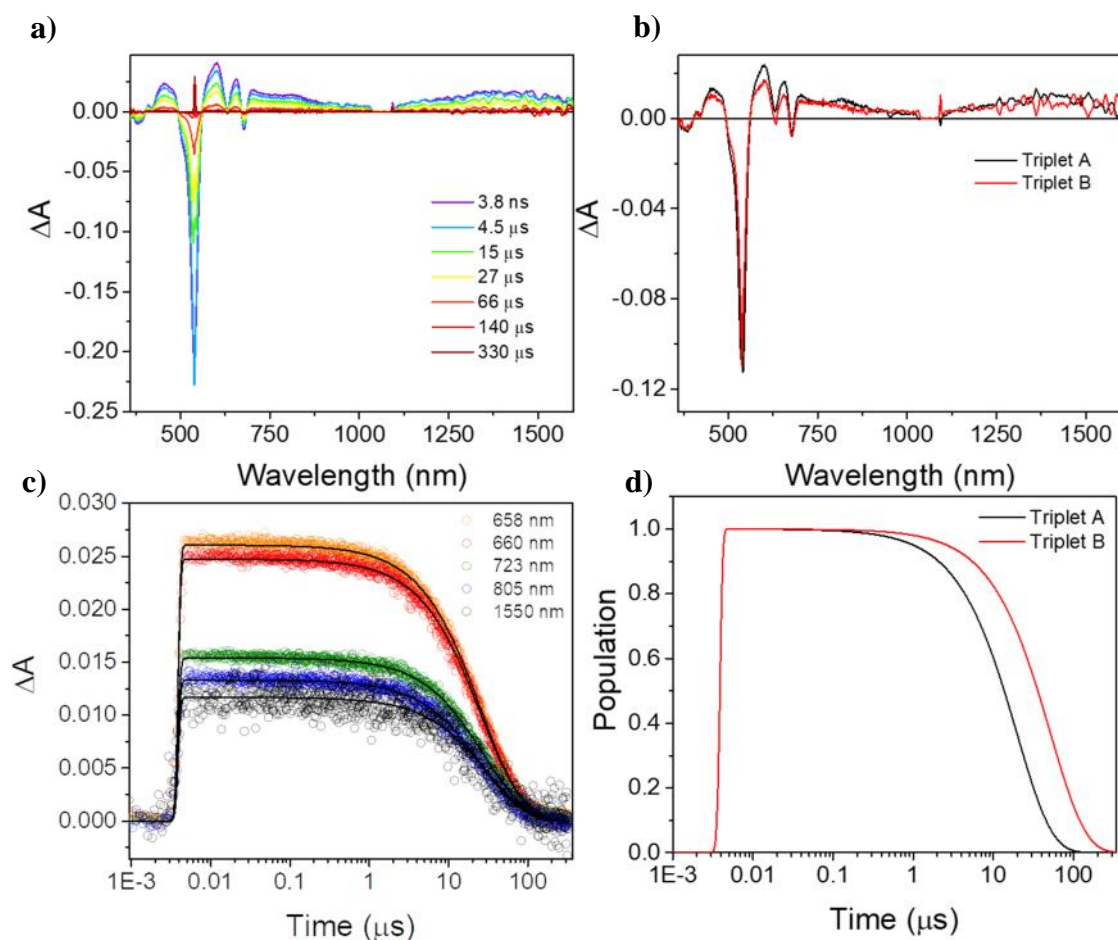 a)
0.00
-0.05
-0.10
-0.15
-0.20
-0.25
ΔA
3.8 ns
4.5 μs
15 μs
27 μs
66 μs
140 μs
330 μs
500 750 1000 1250 1500
Wavelength (nm)
b)
0.00
-0.04
-0.08
-0.12
ΔA
Triplet A
Triplet B
500 750 1000 1250 1500
Wavelength (nm)
c)
0.030
0.025
0.020
0.015
0.010
0.005
0.000
ΔA
658 nm
660 nm
723 nm
805 nm
1550 nm
1E-3 0.01 0.1 1 10 100
Time (μs)
d)
1.0
0.8
0.6
0.4
0.2
0.0
Population
Triplet A
Triplet B
1E-3 0.01 0.1 1 10 100
Time (μs)